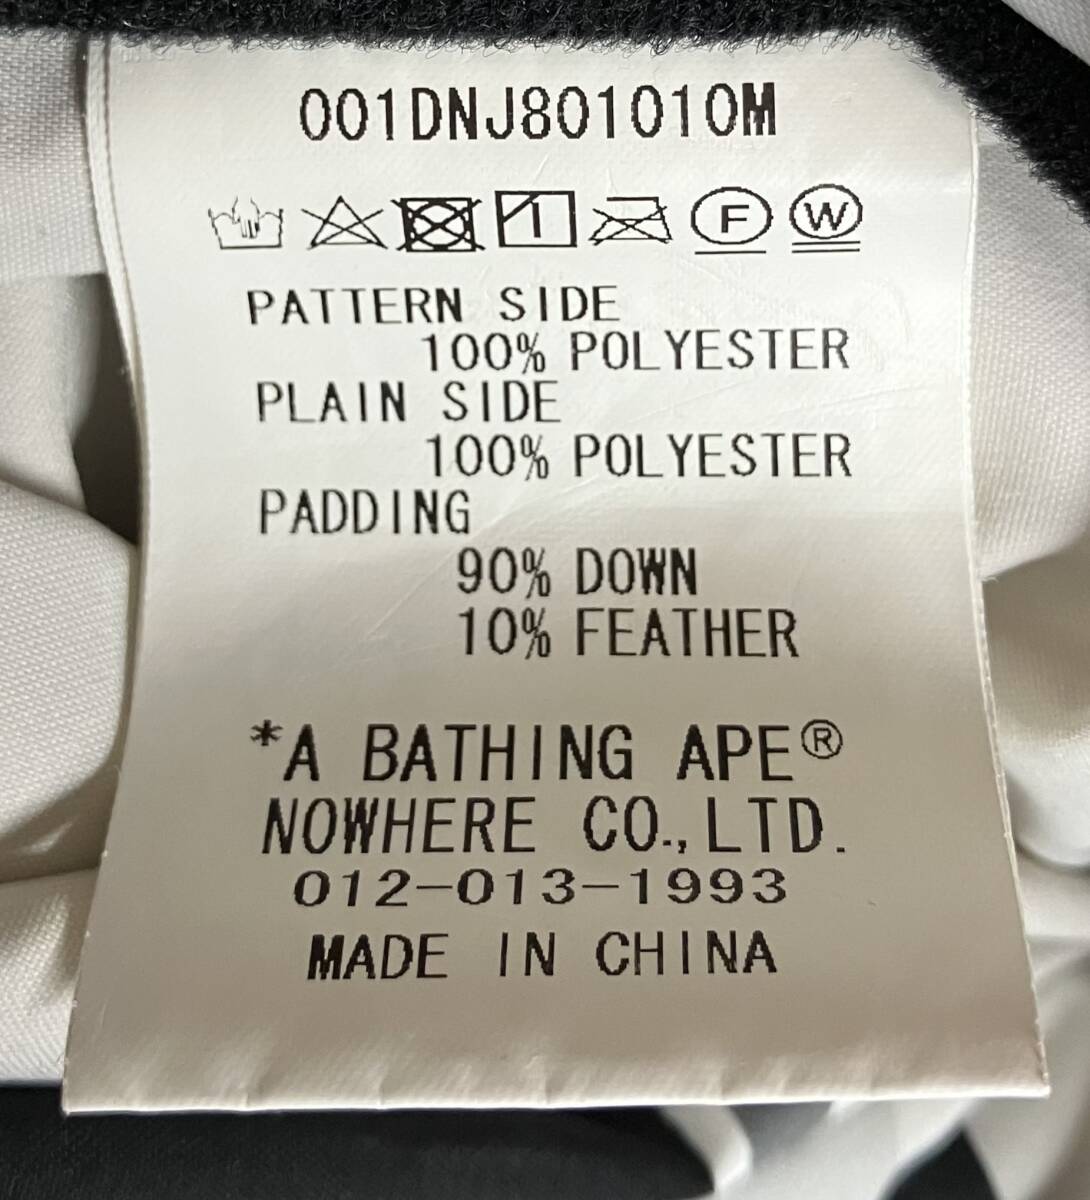 001DNJ801010M
F W
PATTERN SIDE
100% POLYESTER
PLAIN SIDE
100% POLYESTER
PADDING
90% DOWN
10% FEATHER
*A BATHING APE®
NOWHERE CO.,LTD.
012-013-1993
MADE IN CHINA